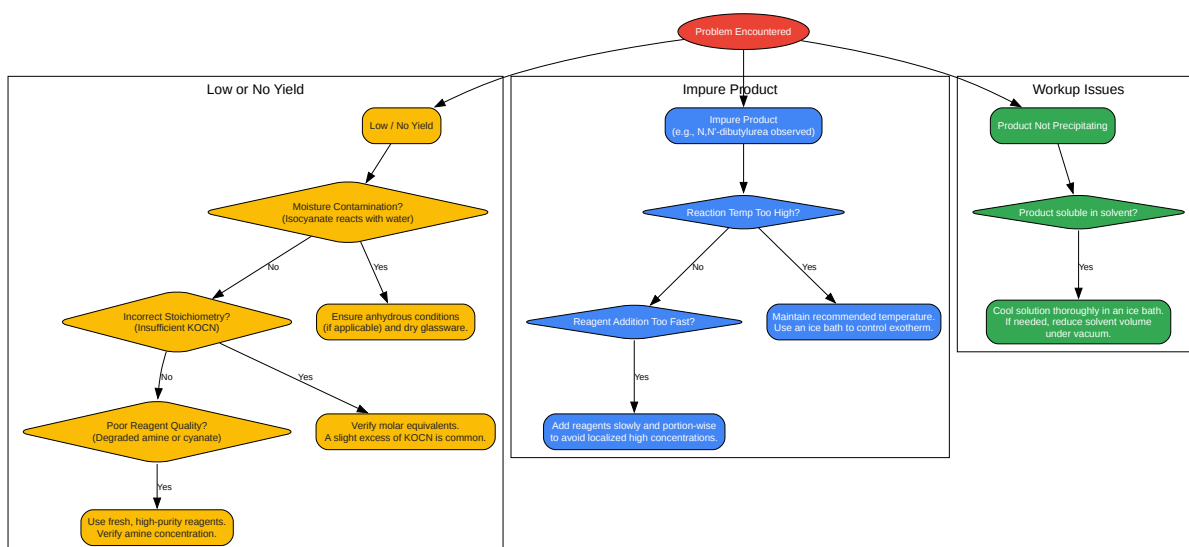 Problem Encountered
Low or No Yield
Low / No Yield
Moisture Contamination?
(Isocyanate reacts with water)
No
Yes
Incorrect Stoichiometry?
(Insufficient KOCN)
Ensure anhydrous conditions
(if applicable) and dry glassware.
No
Yes
Poor Reagent Quality?
(Degraded amine or cyanate)
Verify molar equivalents.
A slight excess of KOCN is common.
Yes
Use fresh, high-purity reagents.
Verify amine concentration.
Impure Product
Impure Product
(e.g., N,N'-dibutylurea observed)
Reaction Temp Too High?
No
Yes
Reagent Addition Too Fast?
Maintain recommended temperature.
Use an ice bath to control exotherm.
Yes
Add reagents slowly and portion-wise
to avoid localized high concentrations.
Workup Issues
Product Not Precipitating
Product soluble in solvent?
Yes
Cool solution thoroughly in an ice bath.
If needed, reduce solvent volume
under vacuum.